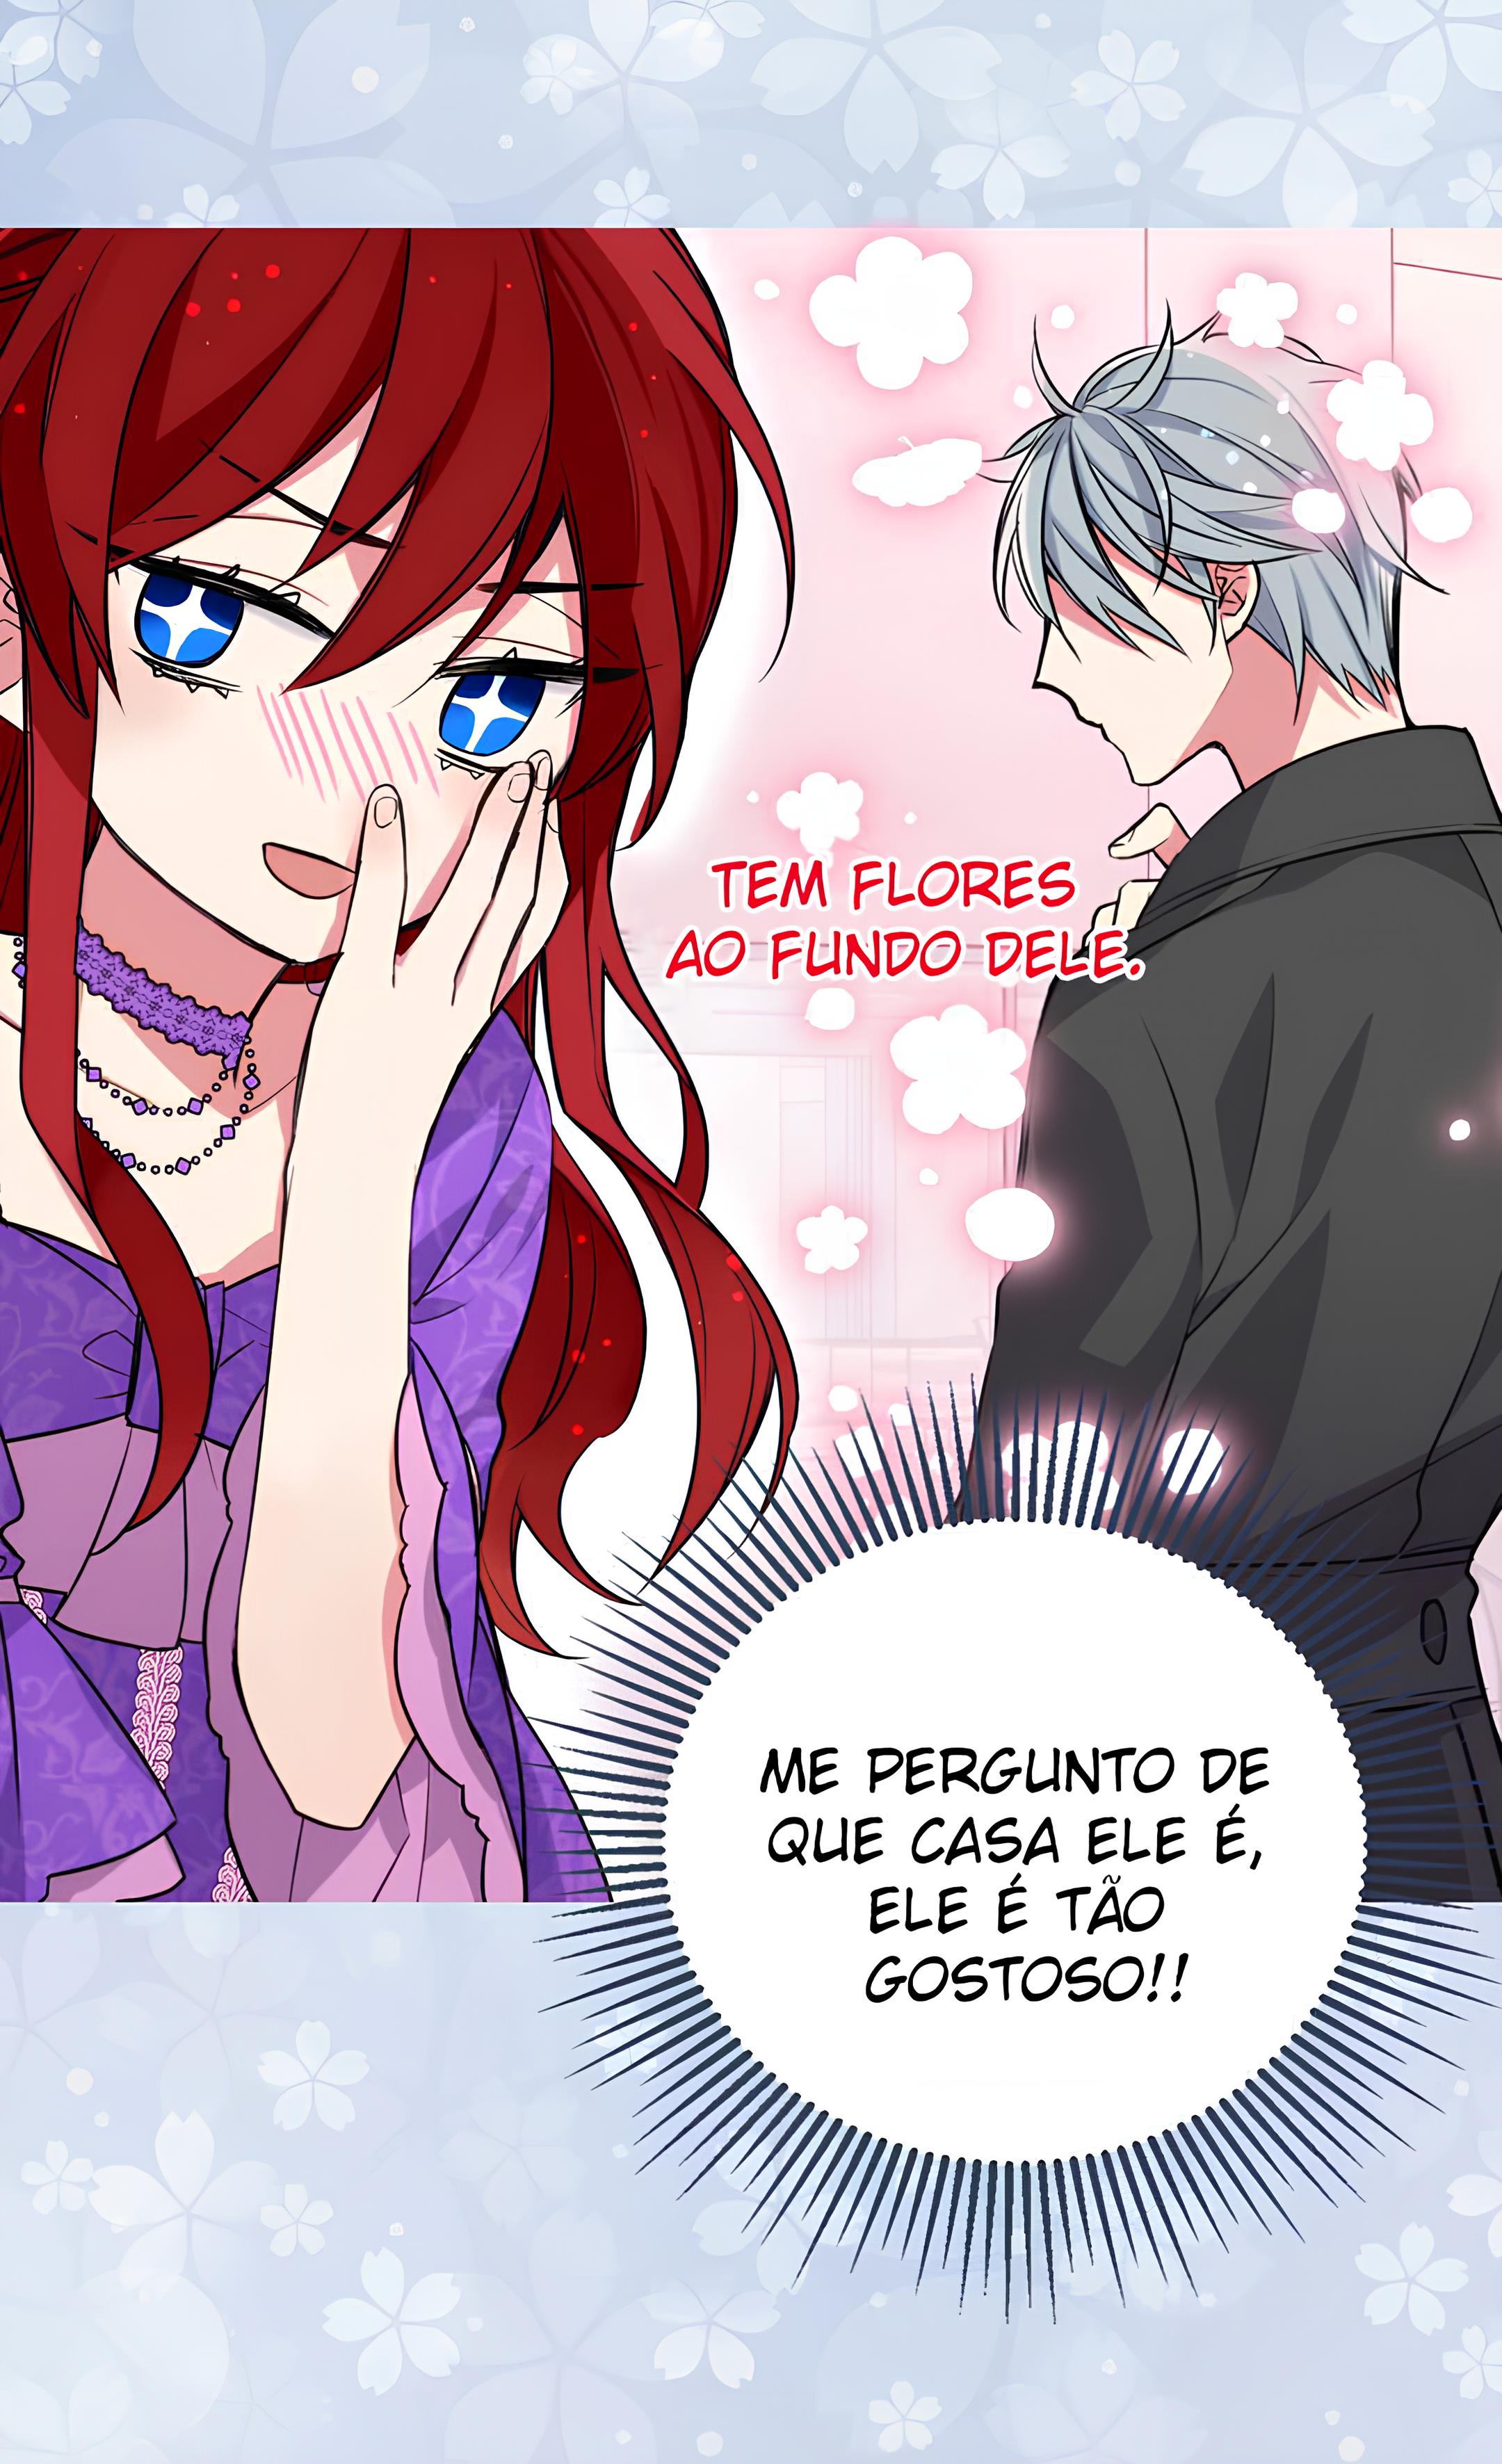 TEM FLORES
AO FUNDO DELE.
ME PERGUNTO DE
QUE CASA ELE É,
ELE É TÃO
GOSTOSO!!